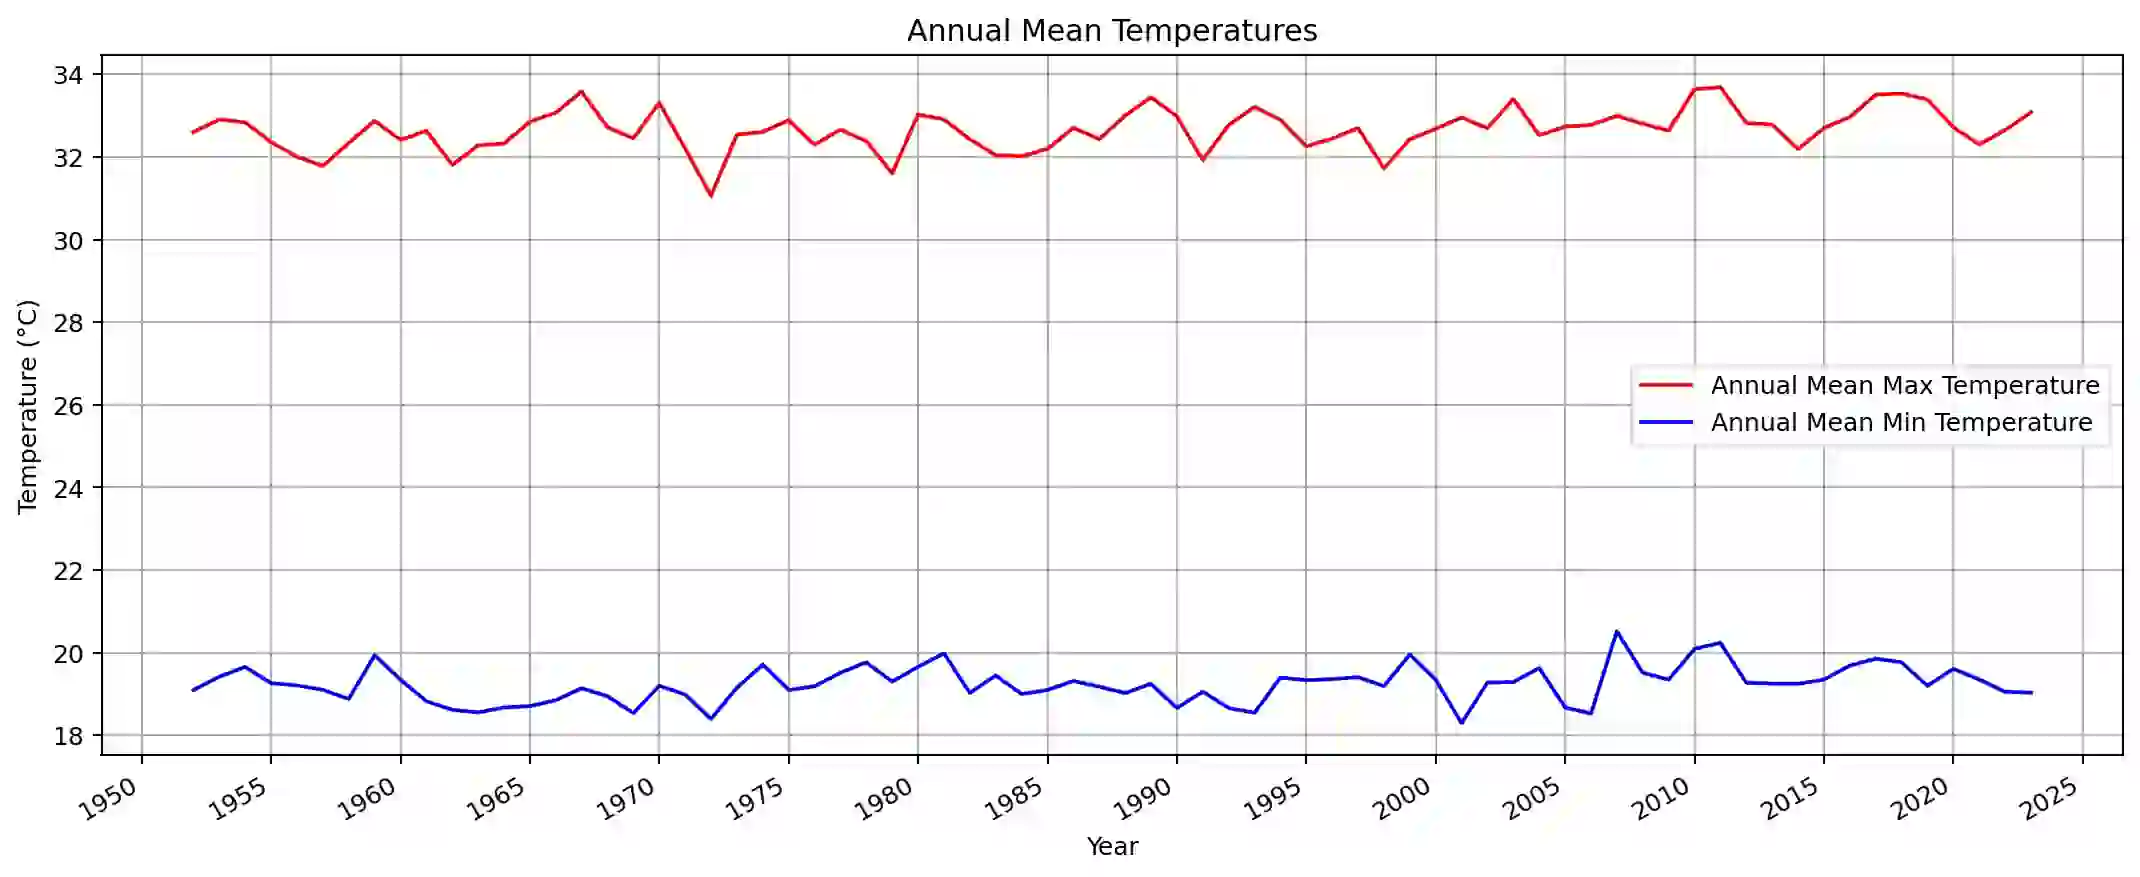 Annual Mean Temperatures
34
32
30
28
26
24
22
20
18
Temperature (°C)
Annual Mean Max Temperature
Annual Mean Min Temperature
1950 1955 1960 1965 1970 1975 1980 1985 1990 1995 2000 2005 2010 2015 2020 2025
Year